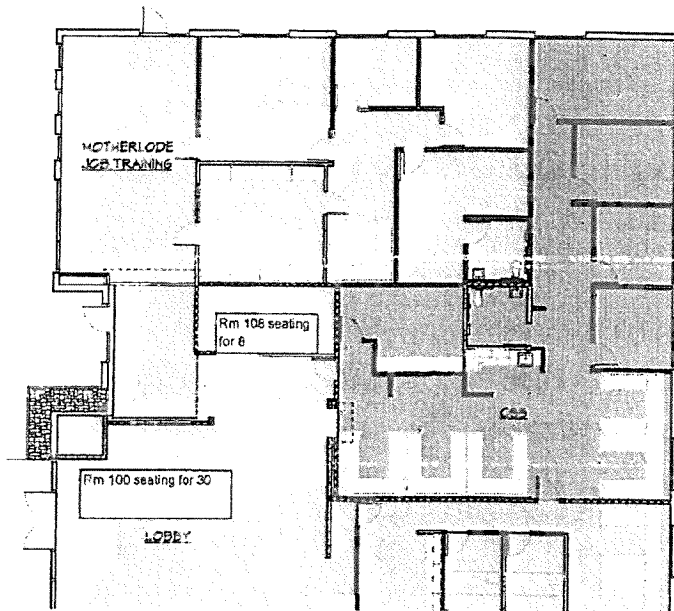 MOTHERLODE
JOB TRAINING
Rm 108 seating
for 8
CSS
Rm 100 seating for 30
LOBBY